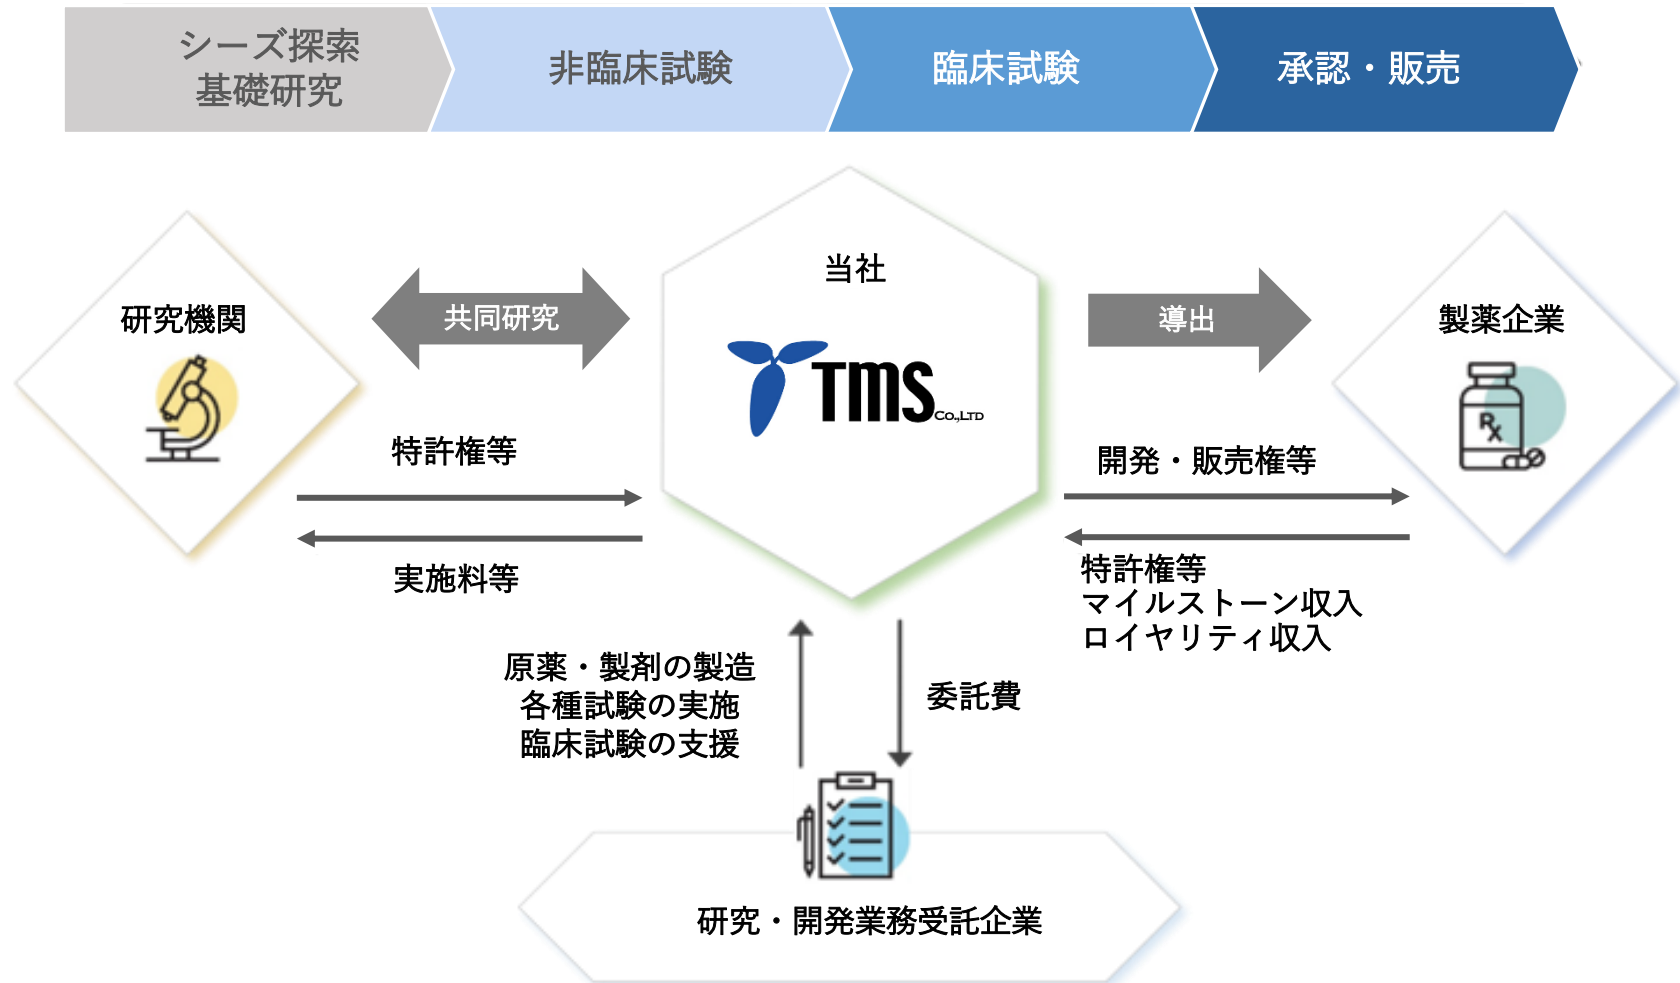 シーズ探索
基礎研究
非臨床試験
臨床試験
承認・販売
当社
研究機関
共同研究
導出
製薬企業
TMS Co.,LTD
Rx
特許権等
開発・販売権等
実施料等
特許権等
マイルストーン収入
ロイヤリティ収入
原薬・製剤の製造
各種試験の実施
臨床試験の支援
委託費
研究・開発業務受託企業